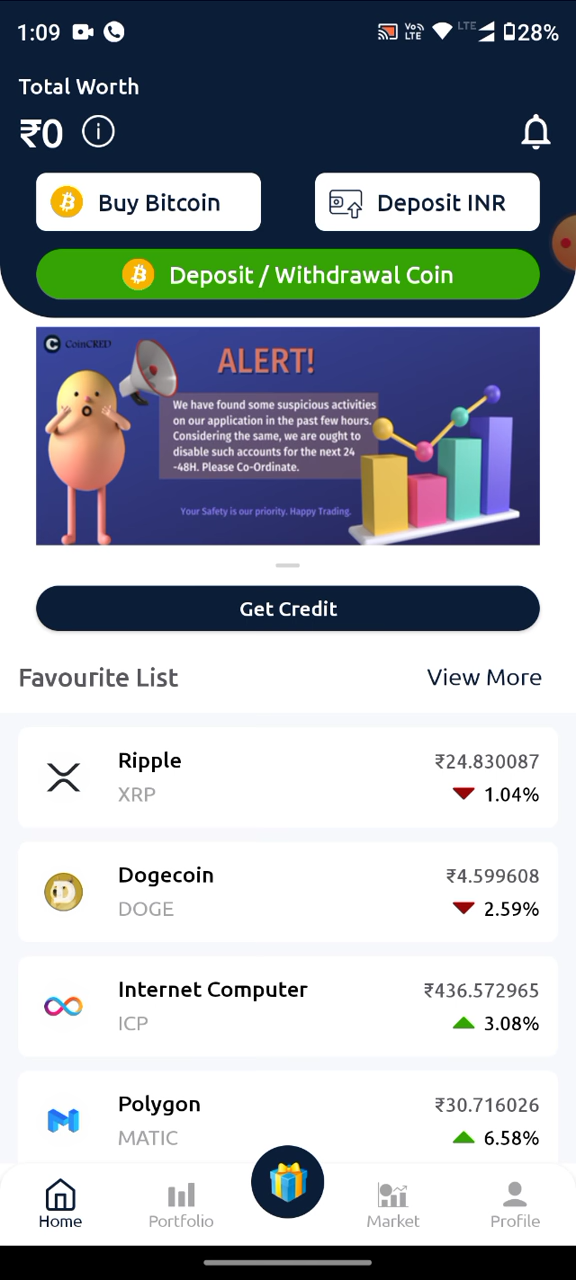 1:09
Vo LTE
LTE
28%
Total Worth
₹0
Buy Bitcoin
Deposit INR
Deposit / Withdrawal Coin
CoinCRED
ALERT!
We have found some suspicious activities
on our application in the past few hours.
Considering the same, we are ought to
disable such accounts for the next 24
-48H. Please Co-Ordinate.
Your Safety is our priority. Happy Trading.
Get Credit
Favourite List
View More
Ripple
₹24.830087
XRP
1.04%
Dogecoin
₹4.599608
DOGE
2.59%
Internet Computer
₹436.572965
ICP
3.08%
Polygon
₹30.716026
MATIC
6.58%
Home
Portfolio
Market
Profile